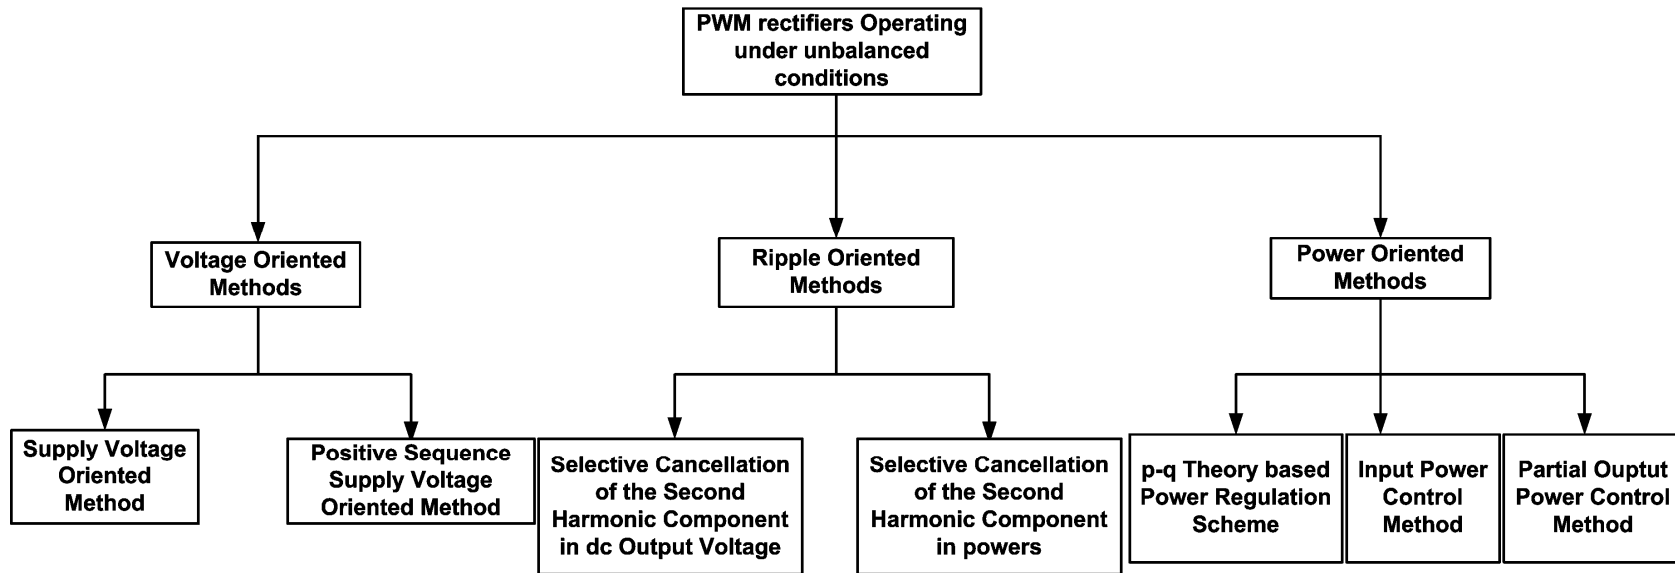 PWM rectifiers Operating
under unbalanced
conditions
Voltage Oriented
Methods
Ripple Oriented
Methods
Power Oriented
Methods
Supply Voltage
Oriented
Method
Positive Sequence
Supply Voltage
Oriented Method
Selective Cancellation
of the Second
Harmonic Component
in dc Output Voltage
Selective Cancellation
of the Second
Harmonic Component
in powers
p-q Theory based
Power Regulation
Scheme
Input Power
Control
Method
Partial Ouptut
Power Control
Method